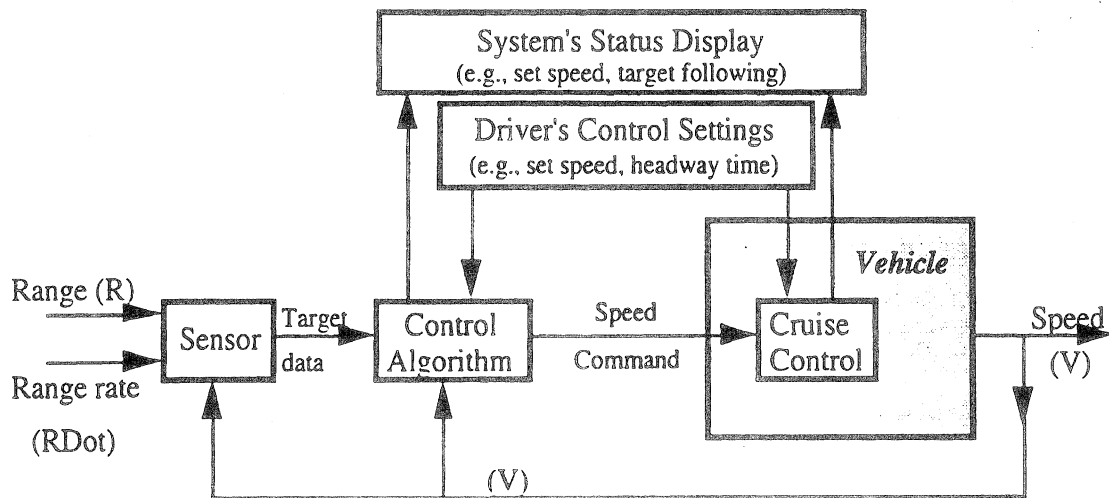 System's Status Display
(e.g., set speed, target following)
Driver's Control Settings
(e.g., set speed, headway time)
Vehicle
Range (R)
Sensor
Target
data
Control
Algorithm
Speed
Command
Cruise
Control
Speed
(V)
Range rate
(RDot)
(V)